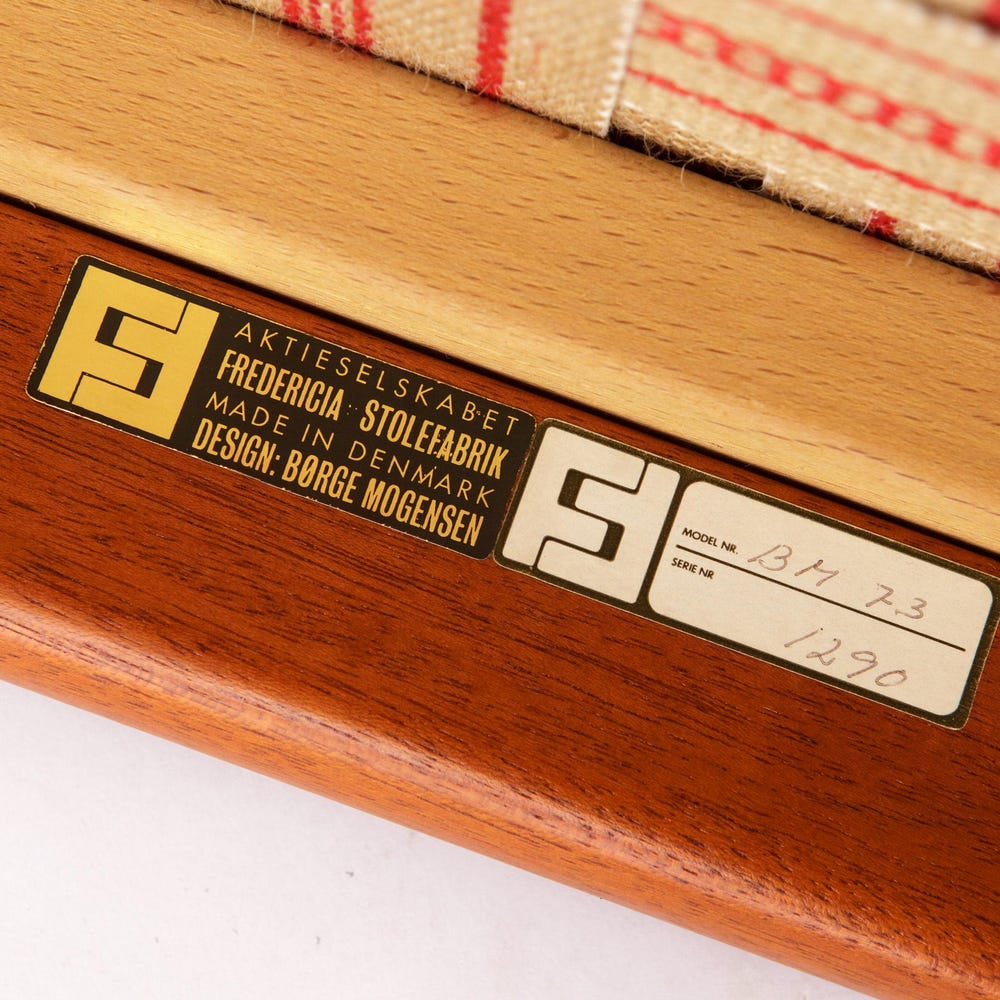 AKTIESELSKABET
FREDERICIA STOLEFABRIK
MADE IN DENMARK
DESIGN: BØRGE MOGENSEN
MODEL NR. BM 73
SERIE NR 1290